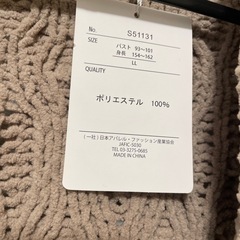 No. S51131
SIZE
バスト 93〜101
身長 154〜162
LL
QUALITY
ポリエステル 100%
(一社)日本アパレル・ファッション産業協会
JAFIC-5030
TEL 03-3275-0685
MADE IN CHINA